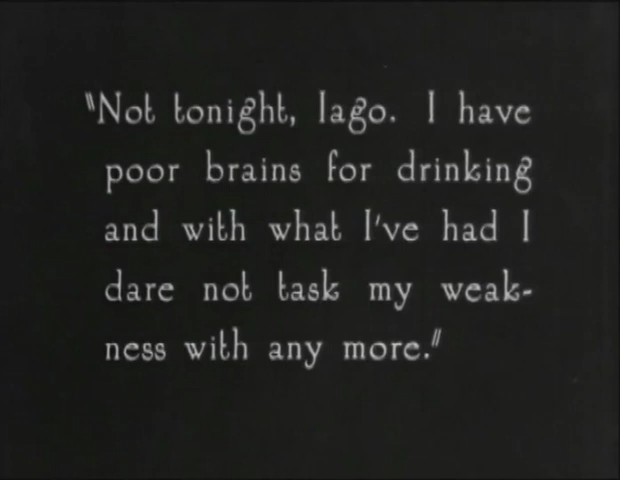 "Not tonight, Iago. I have
poor brains for drinking
and with what I've had I
dare not task my weak-
ness with any more."